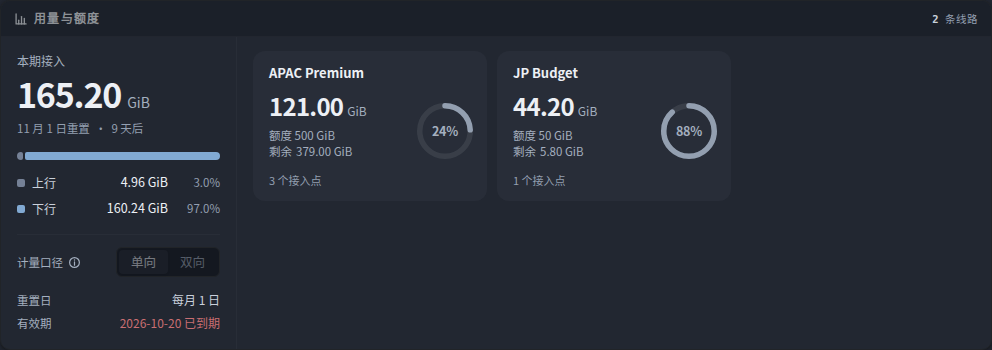 用量与额度
2 条线路
本期接入
165.20 GiB
11 月 1 日重置 · 9 天后
上行 4.96 GiB 3.0%
下行 160.24 GiB 97.0%
计量口径 单向 双向
重置日 每月 1 日
有效期 2026-10-20 已到期
APAC Premium
121.00 GiB
额度 500 GiB
剩余 379.00 GiB
24%
3 个接入点
JP Budget
44.20 GiB
额度 50 GiB
剩余 5.80 GiB
88%
1 个接入点